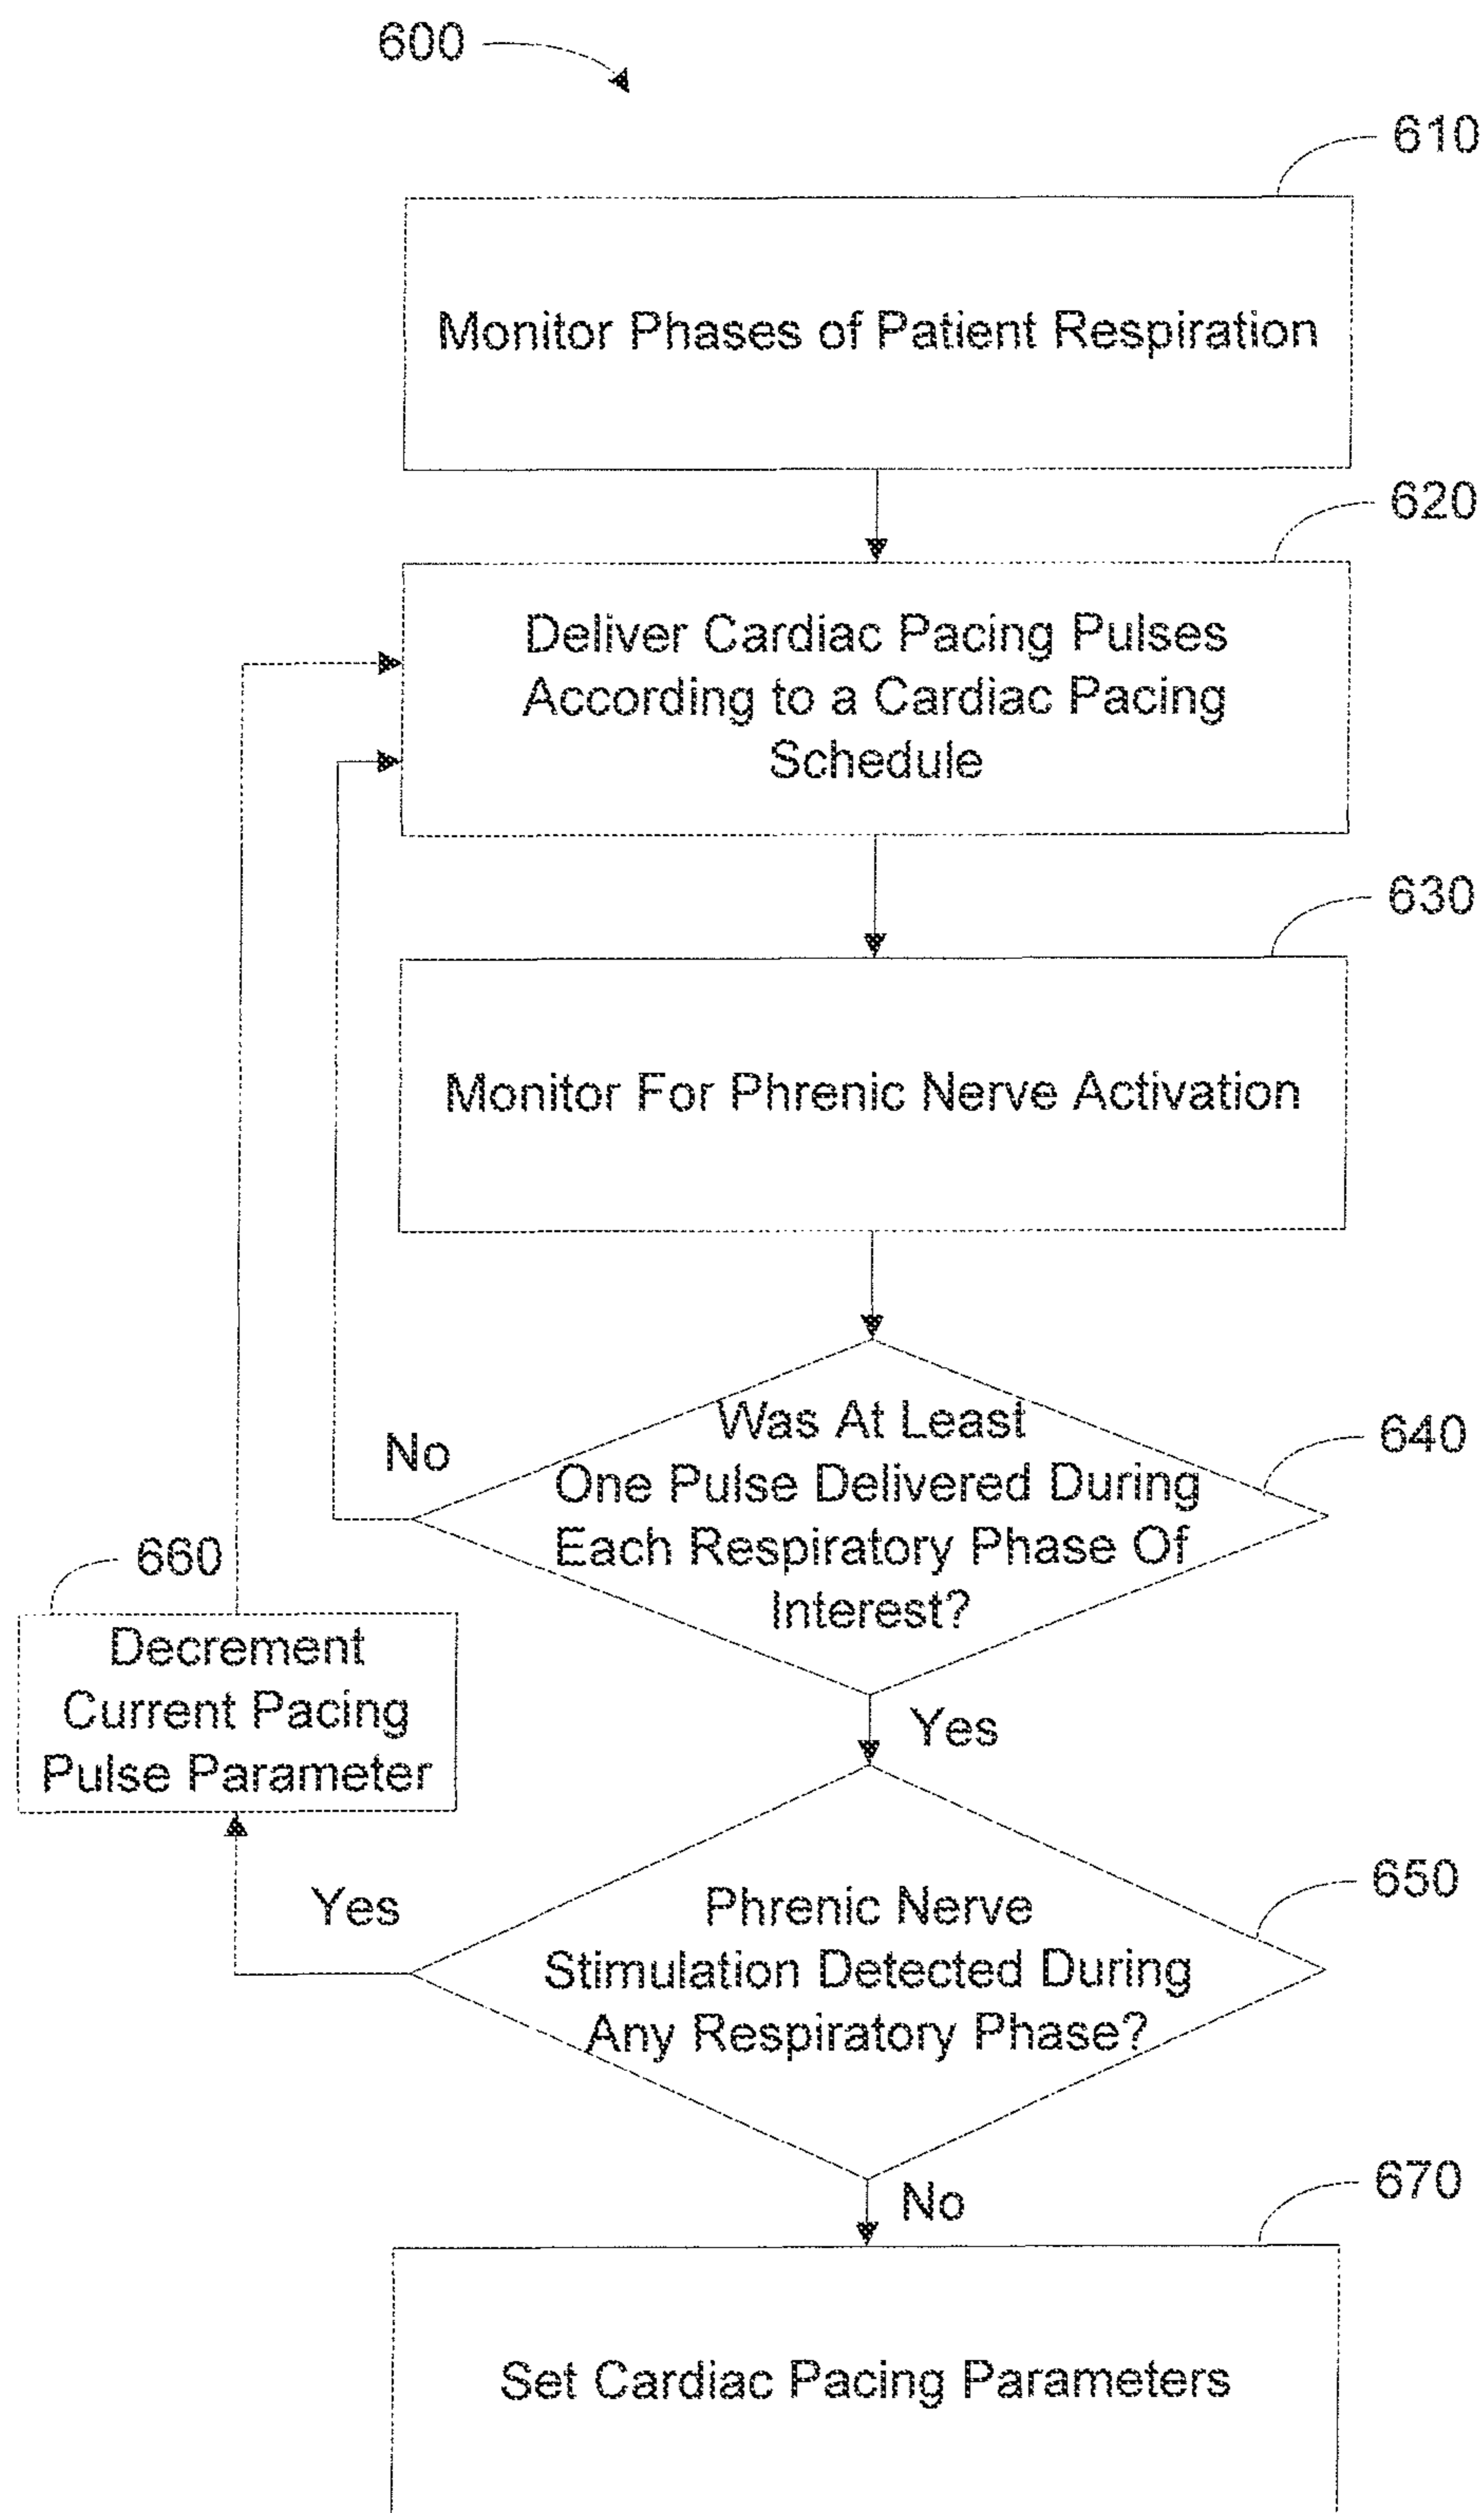 600
610
Monitor Phases of Patient Respiration
620
Deliver Cardiac Pacing Pulses
According to a Cardiac Pacing
Schedule
630
Monitor For Phrenic Nerve Activation
640
Was At Least
One Pulse Delivered During
Each Respiratory Phase Of
Interest?
No
Yes
660
Decrement
Current Pacing
Pulse Parameter
650
Phrenic Nerve
Stimulation Detected During
Any Respiratory Phase?
Yes
No
670
Set Cardiac Pacing Parameters